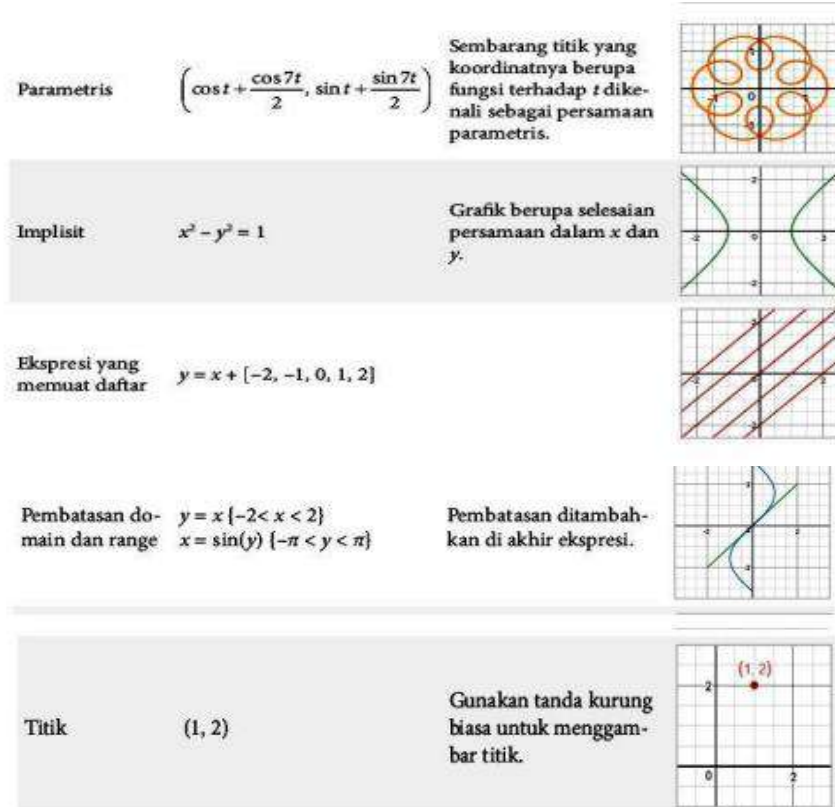 Parametris
(cos t + cos 7t / 2, sin t + sin 7t / 2)
Sembarang titik yang
koordinatnya berupa
fungsi terhadap t dike-
nali sebagai persamaan
parametris.
Implisit
x² – y² = 1
Grafik berupa selesaian
persamaan dalam x dan
y.
Ekspresi yang
memuat daftar
y = x + [–2, –1, 0, 1, 2]
Pembatasan do-
main dan range
y = x {–2< x < 2}
x = sin(y) {–π < y < π}
Pembatasan ditambah-
kan di akhir ekspresi.
Titik
(1, 2)
Gunakan tanda kurung
biasa untuk menggam-
bar titik.
(1, 2)
2
0
2